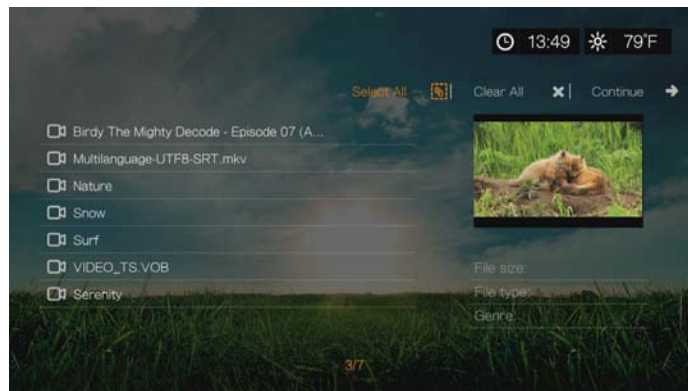 13:49 79°F
Select All Clear All Continue
Birdy The Mighty Decode - Episode 07 (A...
Multilanguage-UTF8-SRT.mkv
Nature
Snow
Surf
VIDEO_TS.VOB
Serenity
File size:
File type:
Genre:
3/7